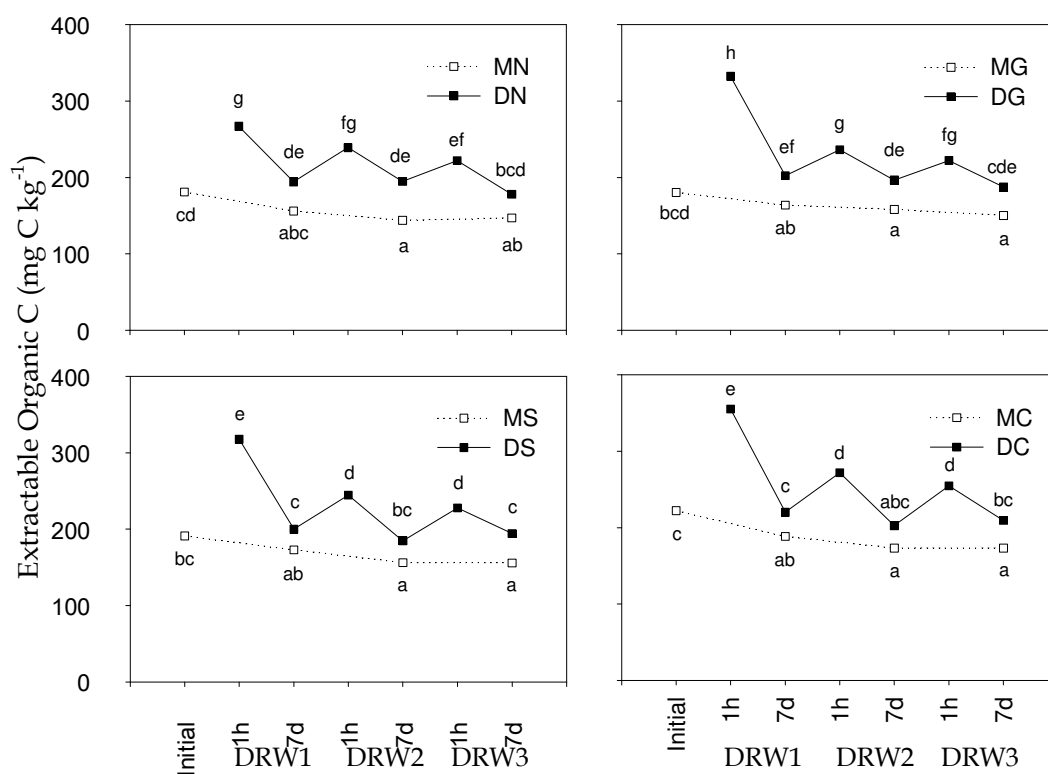 Extractable Organic C (mg C kg-1)
400
300
200
100
0
MN
DN
g
de
fg
de
ef
bcd
cd
abc
a
ab
MG
DG
h
ef
g
de
fg
cde
bcd
ab
a
a
400
300
200
100
0
MS
DS
e
c
d
bc
d
c
bc
ab
a
a
MC
DC
e
c
d
abc
d
bc
c
ab
a
a
Initial
1h
7d
1h
7d
1h
7d
DRW1 DRW2 DRW3
Initial
1h
7d
1h
7d
1h
7d
DRW1 DRW2 DRW3